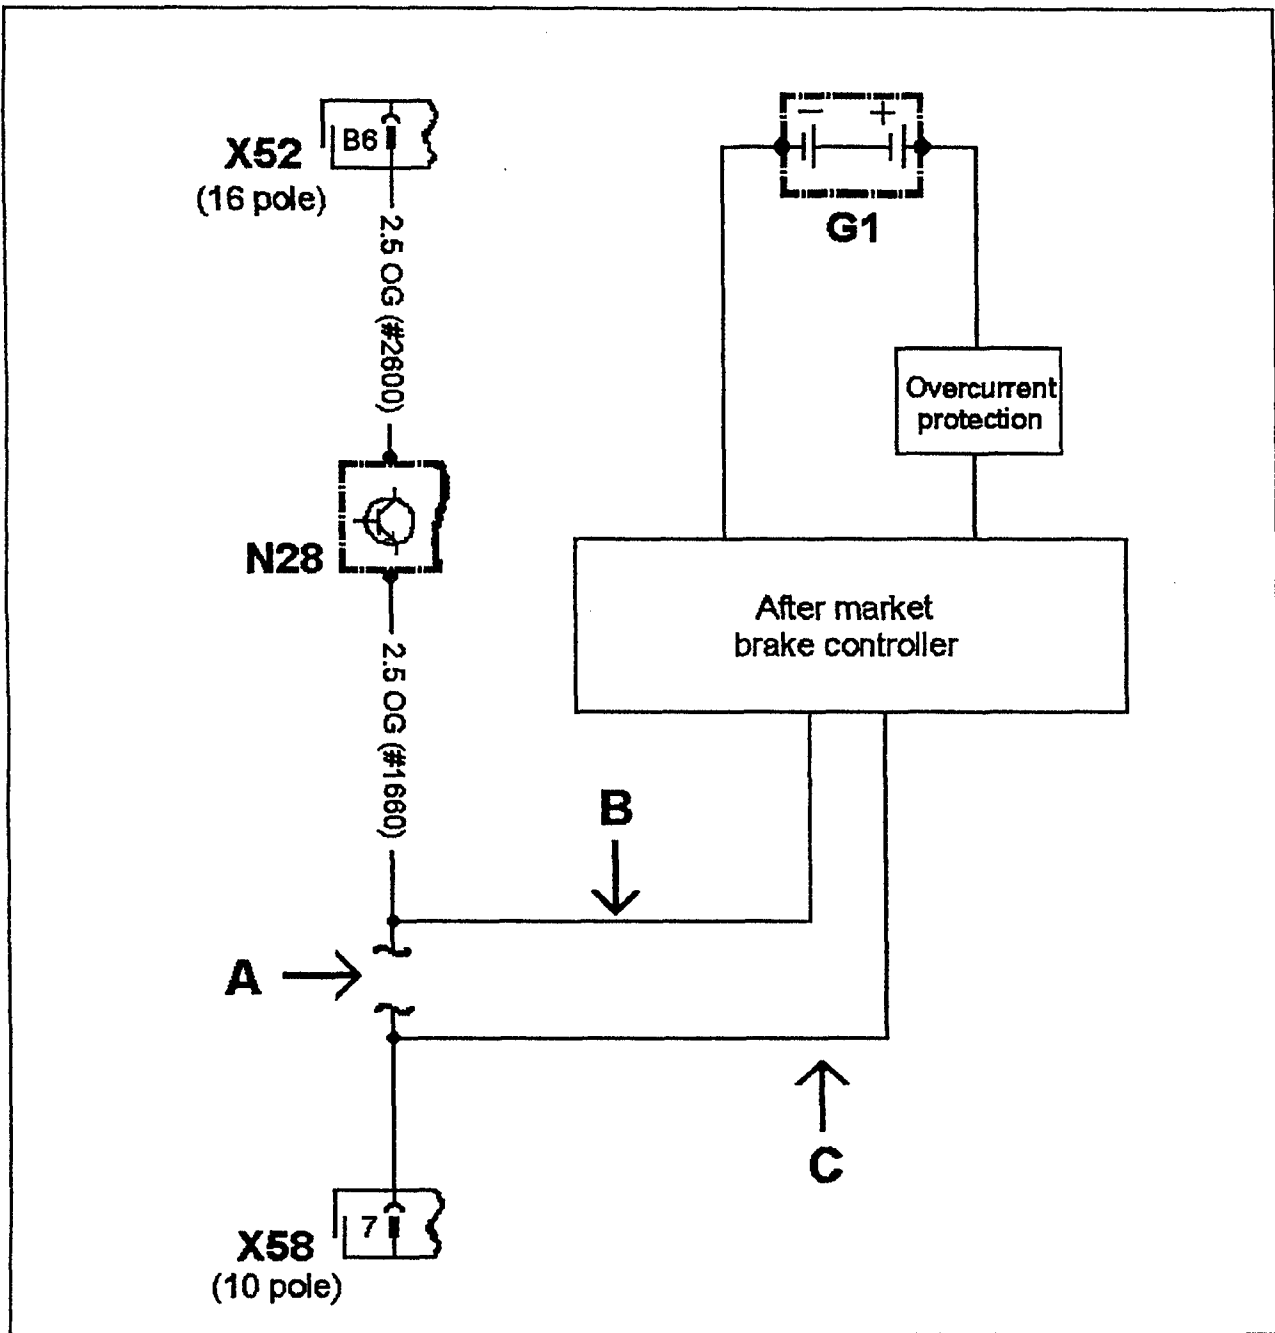 X52
(16 pole)
B6
2.5 OG (#2600)
N28
2.5 OG (#1660)
− +
G1
Overcurrent
protection
After market
brake controller
B
A
C
X58
(10 pole)
7